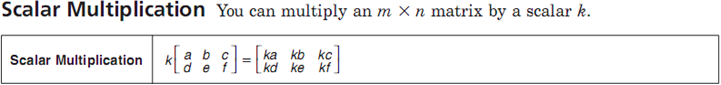 Scalar Multiplication You can multiply an m × n matrix by a scalar k.
Scalar Multiplication k[a b c
d e f] = [ka kb kc
kd ke kf]